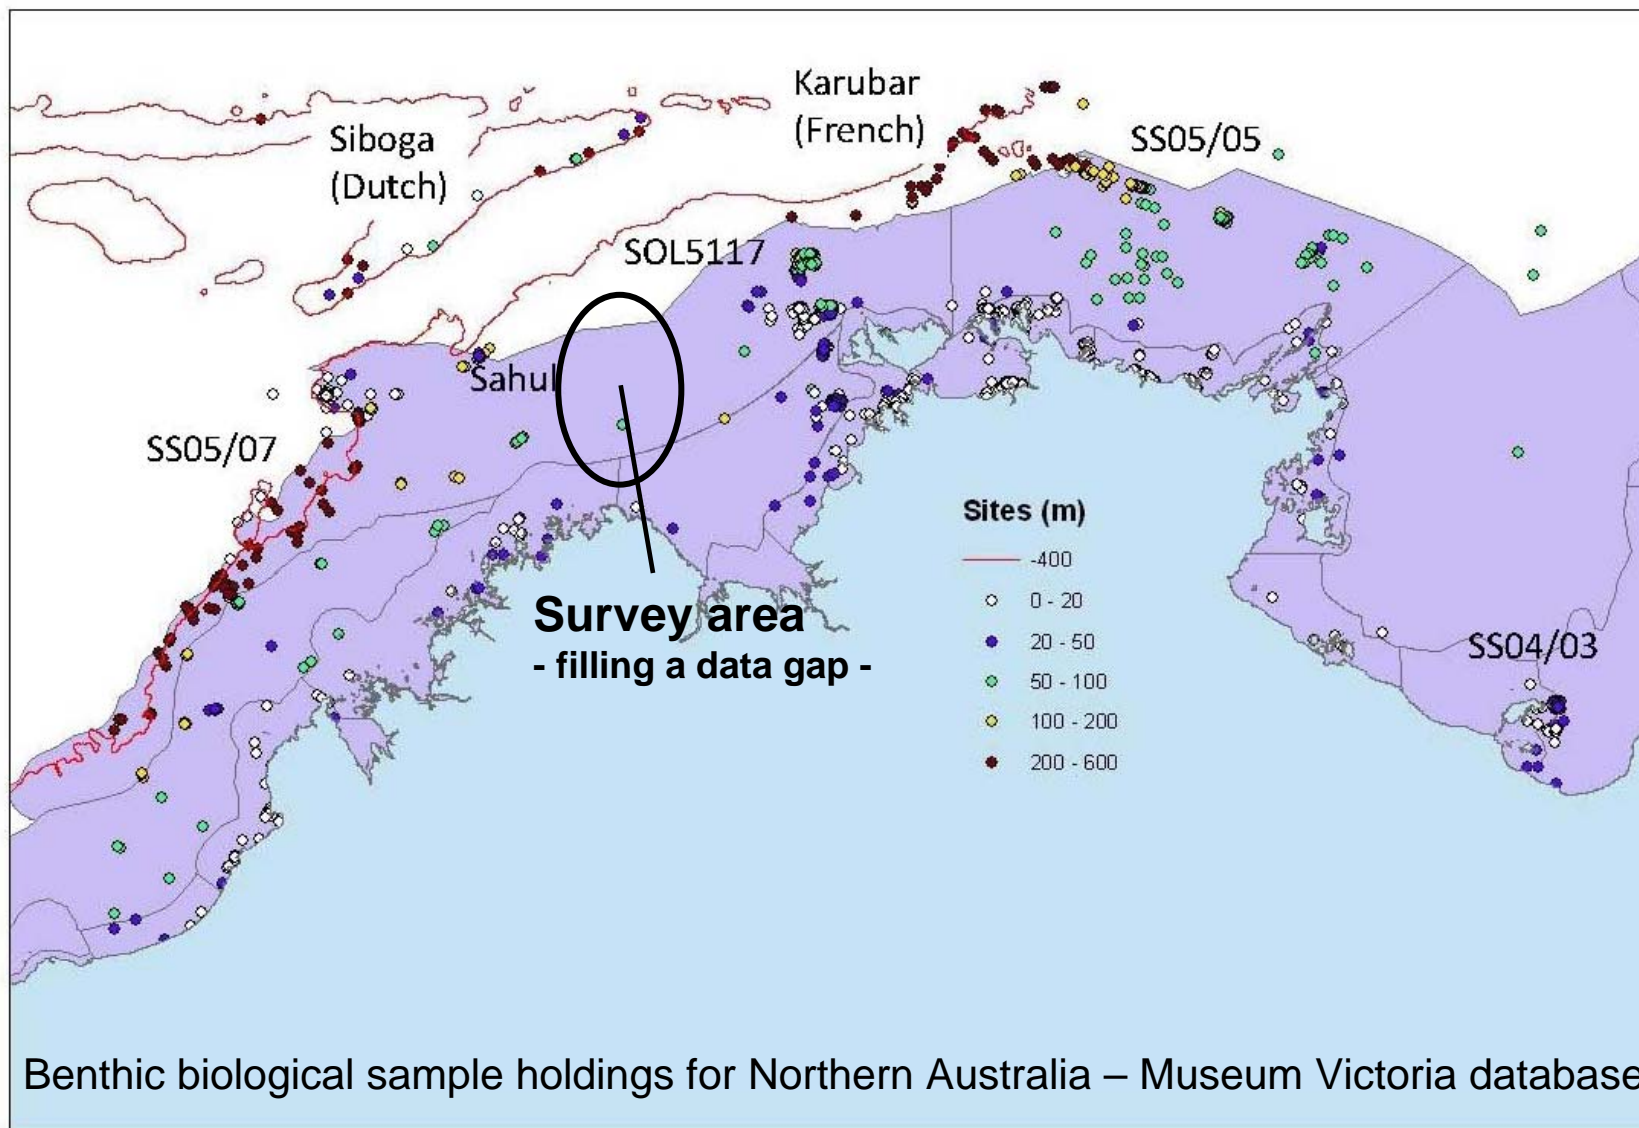 Karubar
(French)
Siboga
(Dutch)
SS05/05
SOL5117
Sahul
SS05/07
Sites (m)
-400
0 - 20
20 - 50
50 - 100
100 - 200
200 - 600
Survey area
- filling a data gap -
SS04/03
Benthic biological sample holdings for Northern Australia – Museum Victoria database